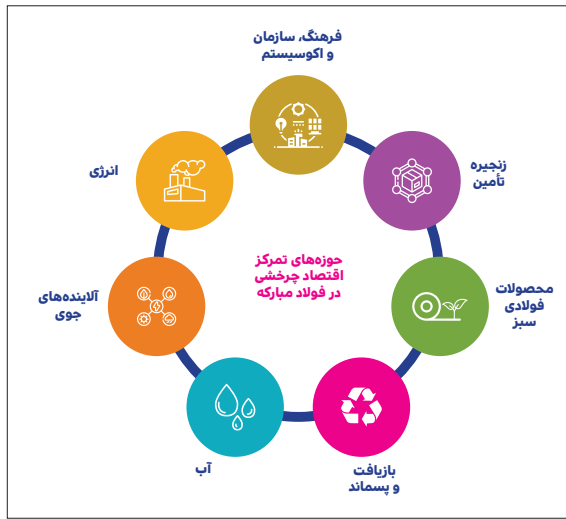 فرهنگ، سازمان
و اکوسیستم
زنجیره
تأمین
انرژی
حوزه‌های تمرکز
اقتصاد چرخشی
در فولاد مبارکه
محصولات
فولادی
سبز
آلاینده‌های
جوی
بازیافت
و پسماند
آب